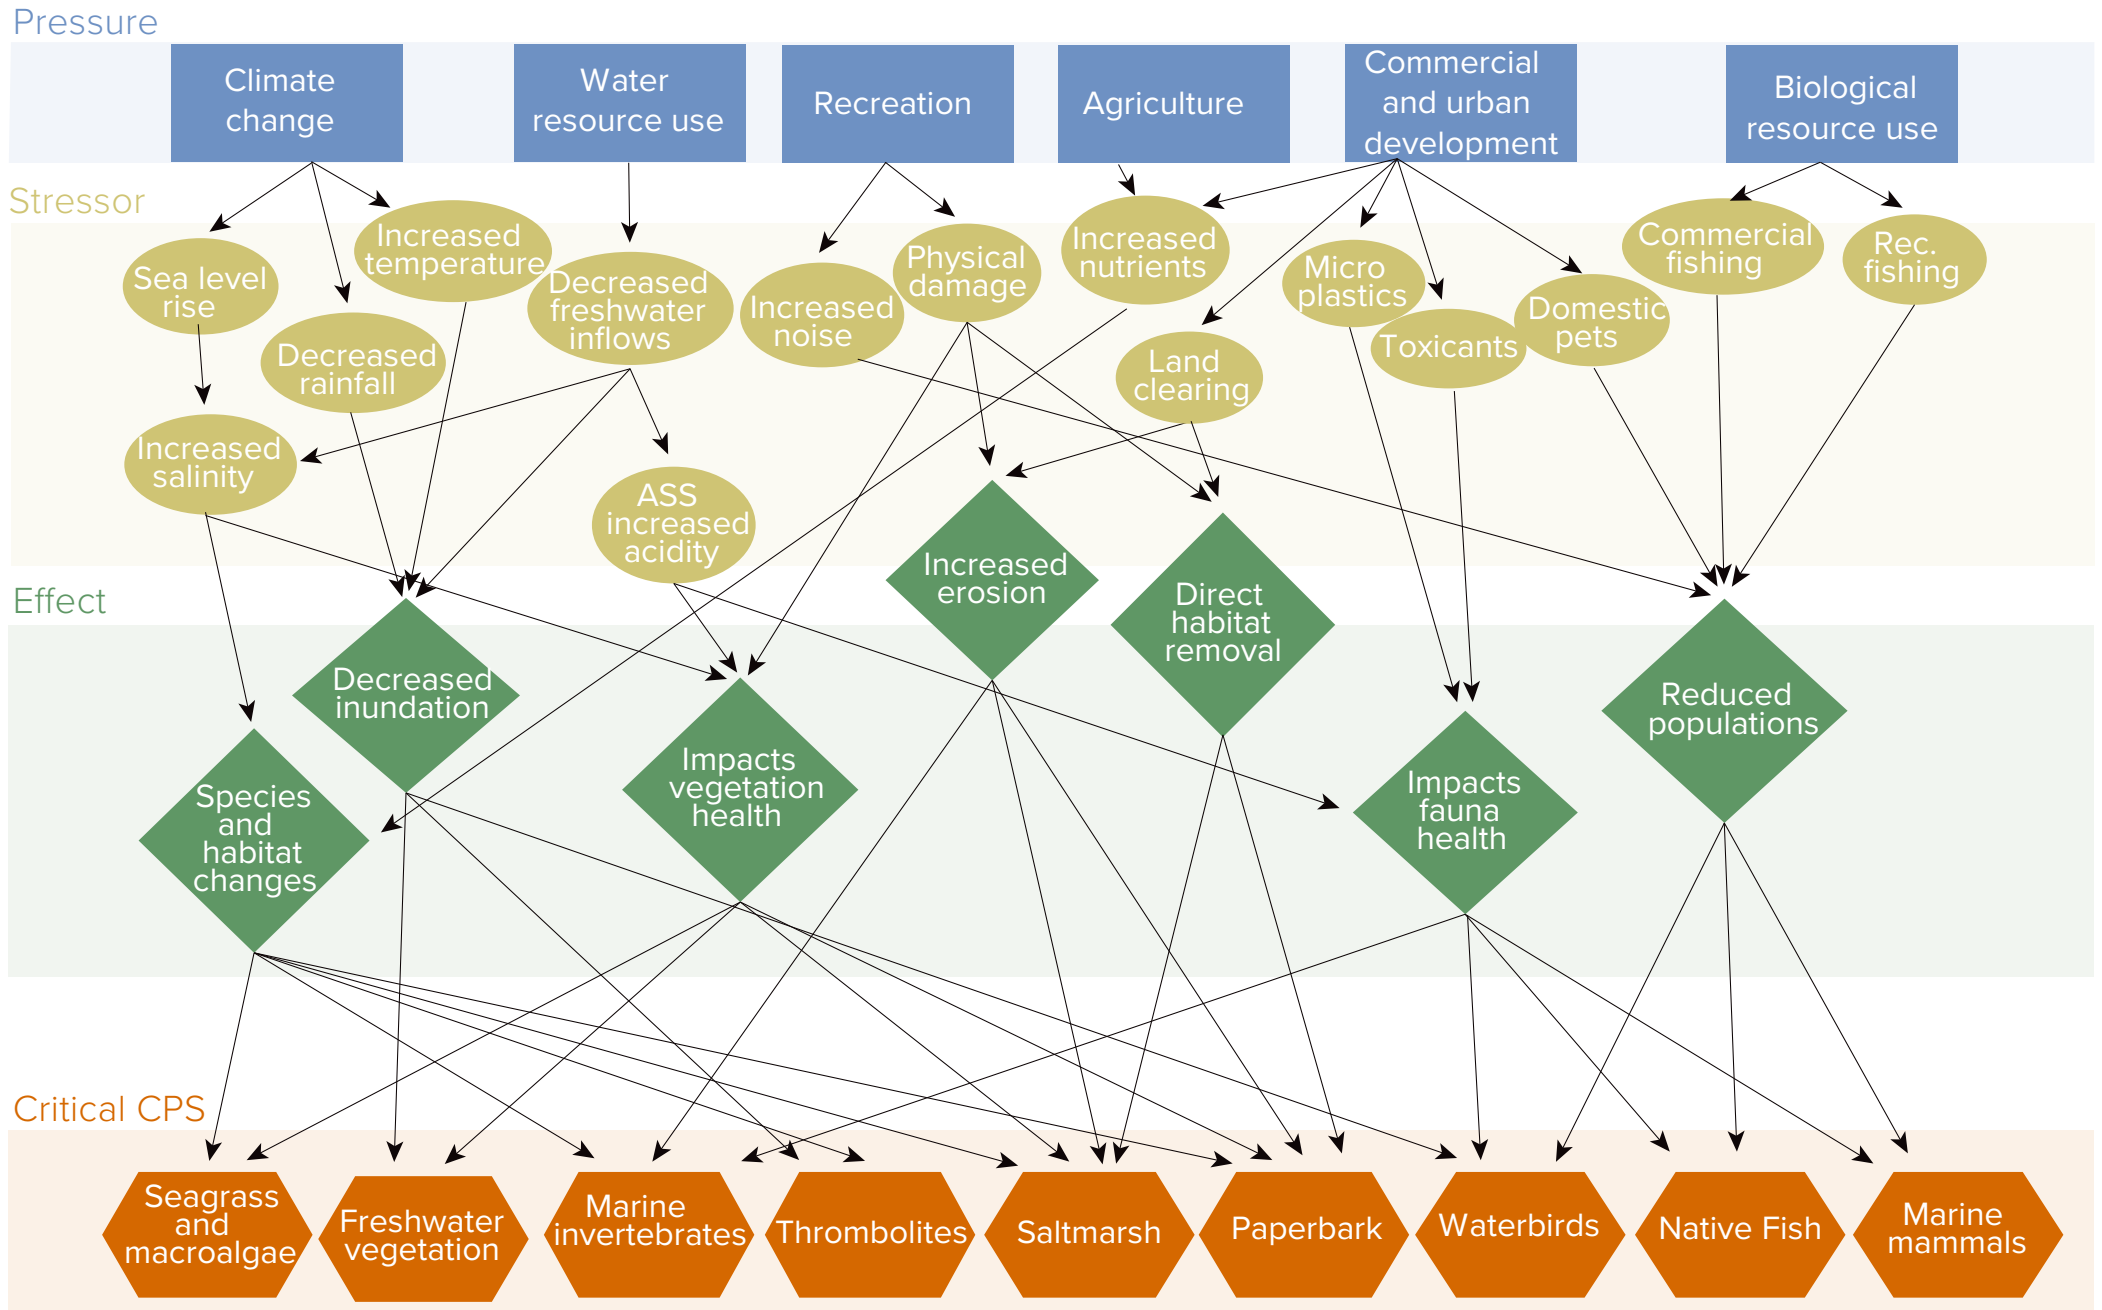 Pressure
Climate
change
Water
resource use
Recreation
Agriculture
Commercial
and urban
development
Biological
resource use
Stressor
Sea level
rise
Increased
temperature
Decreased
rainfall
Decreased
freshwater
inflows
Increased
noise
Physical
damage
Increased
nutrients
Land
clearing
Micro
plastics
Toxicants
Domestic
pets
Commercial
fishing
Rec.
fishing
Increased
salinity
ASS
increased
acidity
Effect
Species
and
habitat
changes
Decreased
inundation
Impacts
vegetation
health
Increased
erosion
Direct
habitat
removal
Impacts
fauna
health
Reduced
populations
Critical CPS
Seagrass
and
macroalgae
Freshwater
vegetation
Marine
invertebrates
Thrombolites
Saltmarsh
Paperbark
Waterbirds
Native Fish
Marine
mammals